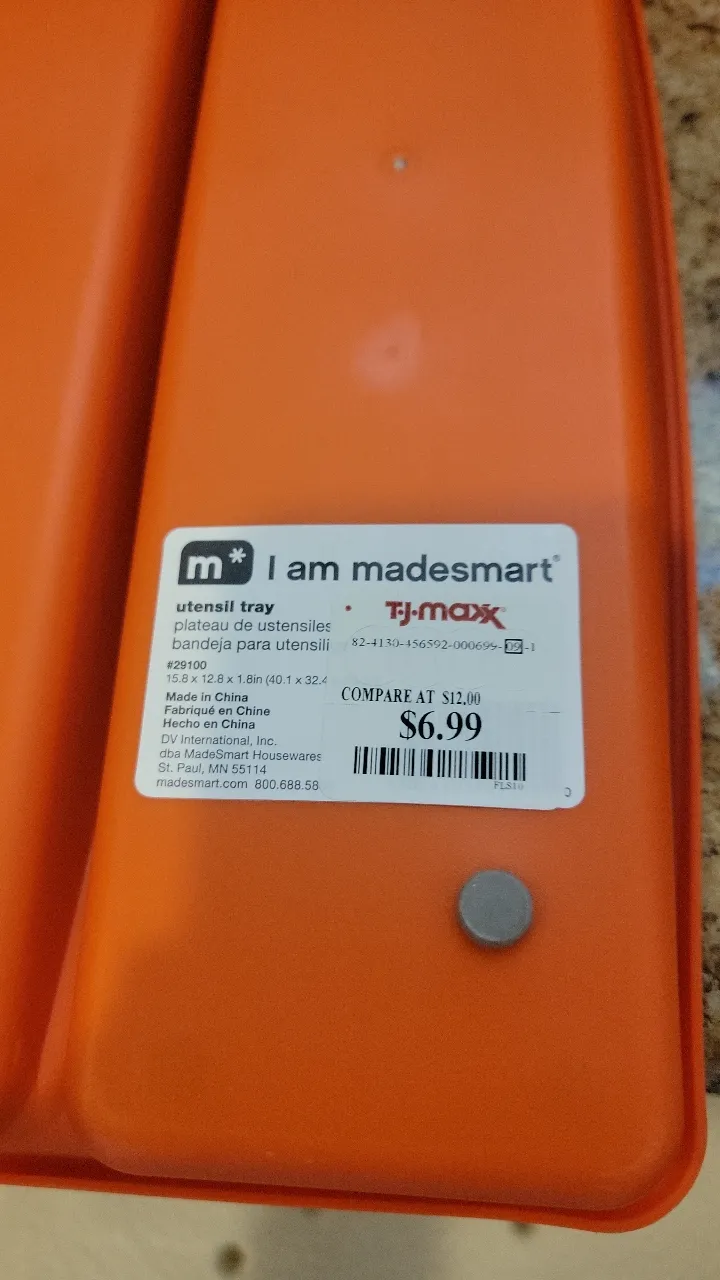 m* I am madesmart®
utensil tray
plateau de ustensiles
bandeja para utensili
#29100
15.8 x 12.8 x 1.8in (40.1 x 32.4
Made in China
Fabriqué en Chine
Hecho en China
DV International, Inc.
dba MadeSmart Housewares
St. Paul, MN 55114
madesmart.com 800.688.58
T·J·maxx®
82-4130-456592-000699-09-1
COMPARE AT $12.00
$6.99
FLS10